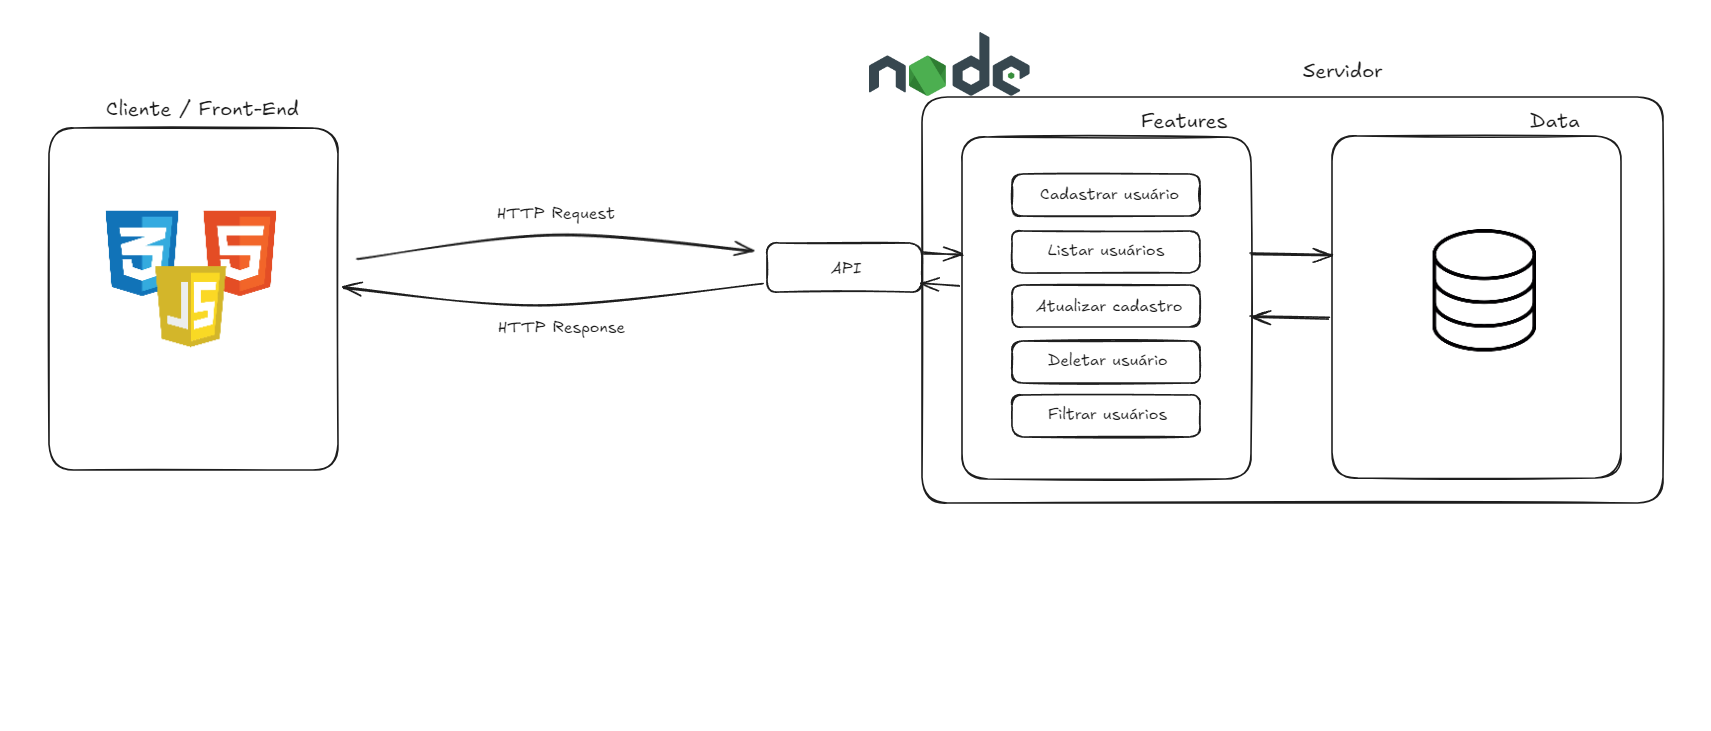 node
Servidor
Cliente / Front-End
Features
Data
3
5
JS
HTTP Request
HTTP Response
API
Cadastrar usuário
Listar usuários
Atualizar cadastro
Deletar usuário
Filtrar usuários